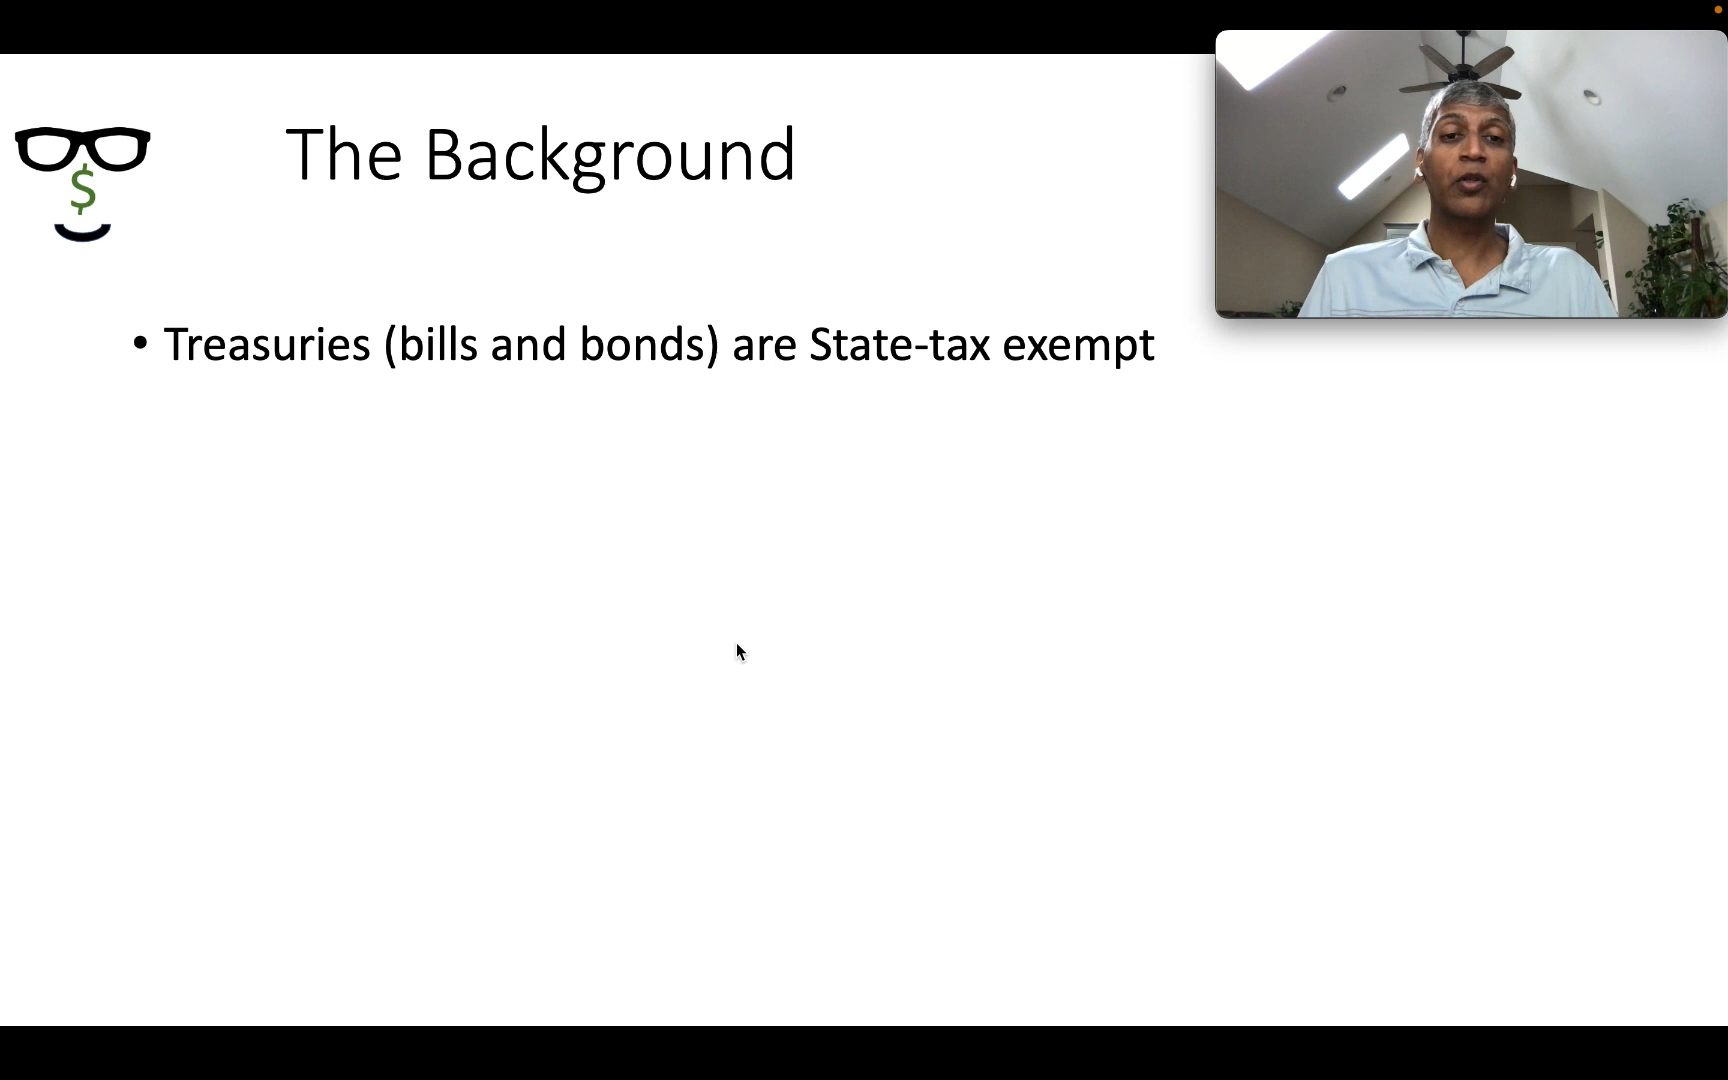 The Background
$
• Treasuries (bills and bonds) are State-tax exempt